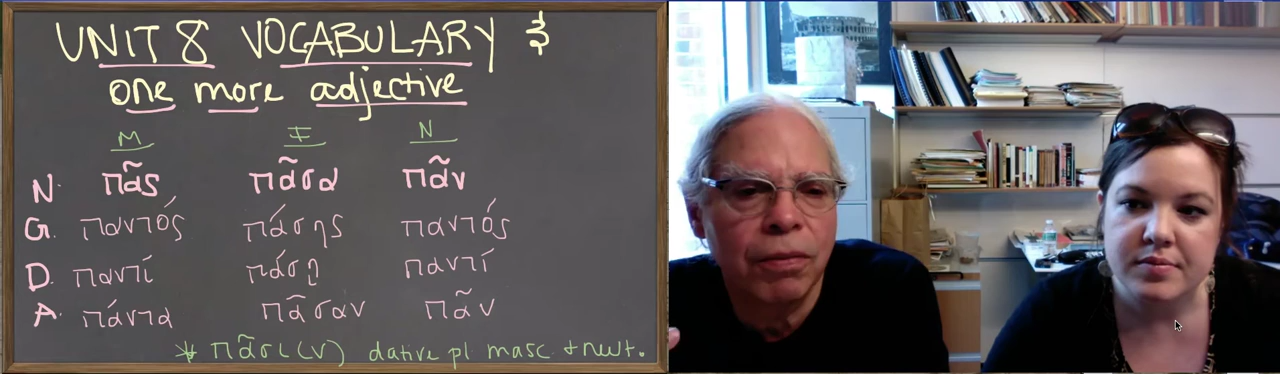 UNIT 8 VOCABULARY &
one more adjective
M F N
N. πᾶς πᾶσα πᾶν
G. παντός πάσης παντός
D. παντί πάσῃ παντί
A. πάντα πᾶσαν πᾶν
* πᾶσι(ν) dative pl masc. + neut.